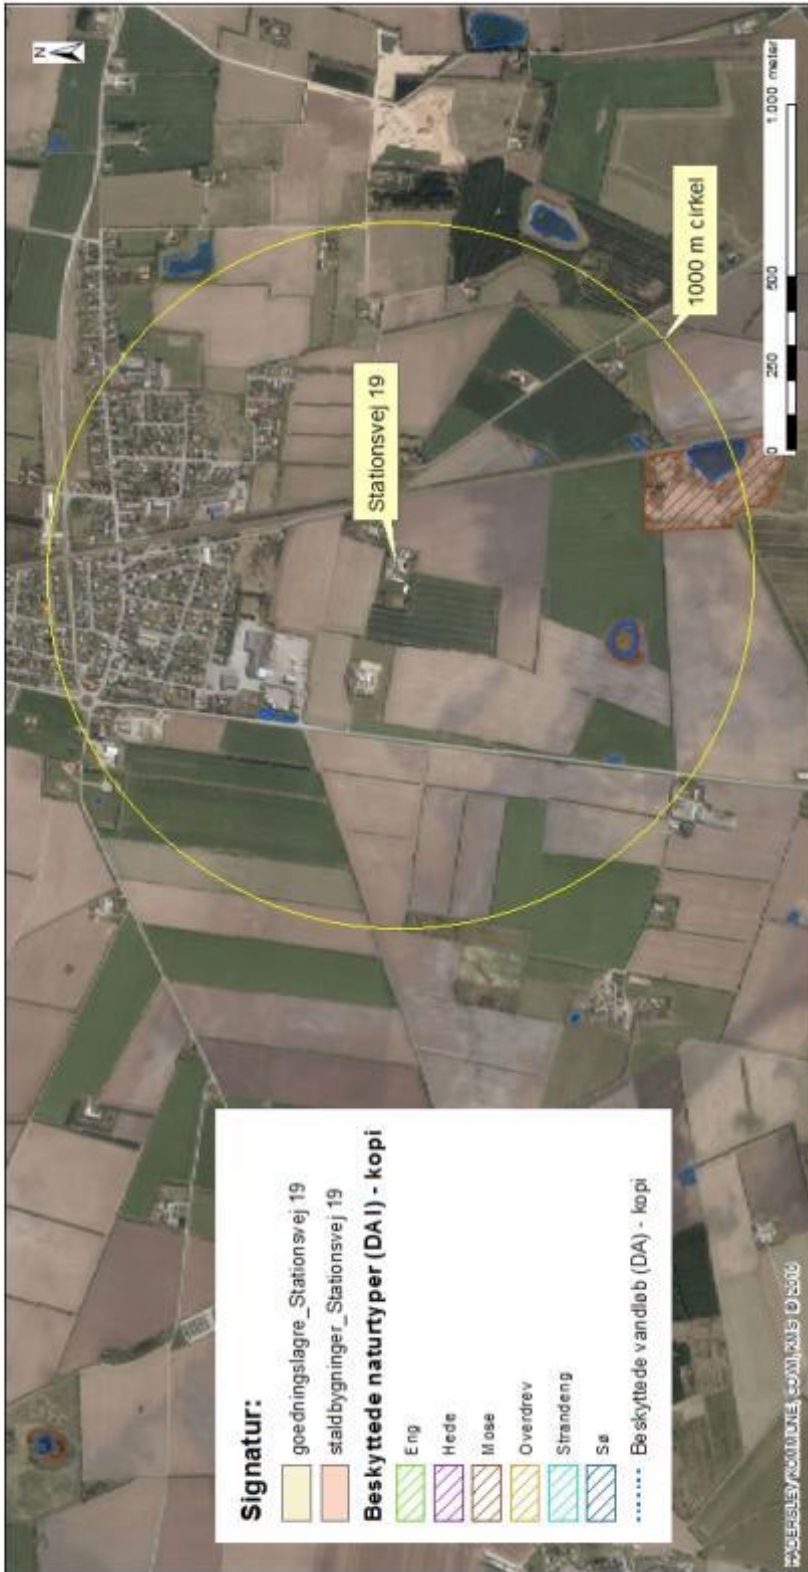 N
Stationsvej 19
1000 m cirkel
0 250 500 1.000 meter
Signatur:
goedningslagre_Stationsvej 19
staldbygninger_Stationsvej 19
Beskyttede naturtyper (DAI) - kopi
Eng
Hede
Mose
Overdrev
Strandeng
Sø
Beskyttede vandløb (DA) - kopi
HADERSLEV KOMMUNE, COWI, KMS © 2010